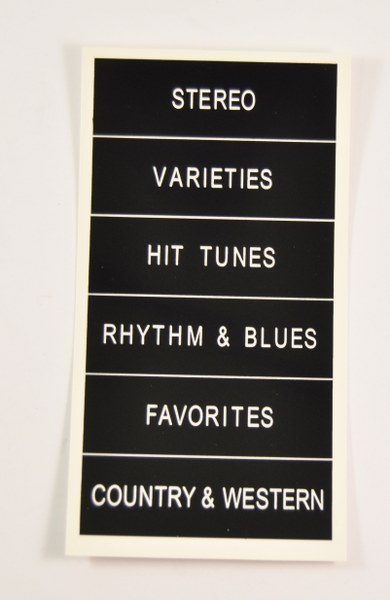 STEREO
VARIETIES
HIT TUNES
RHYTHM & BLUES
FAVORITES
COUNTRY & WESTERN